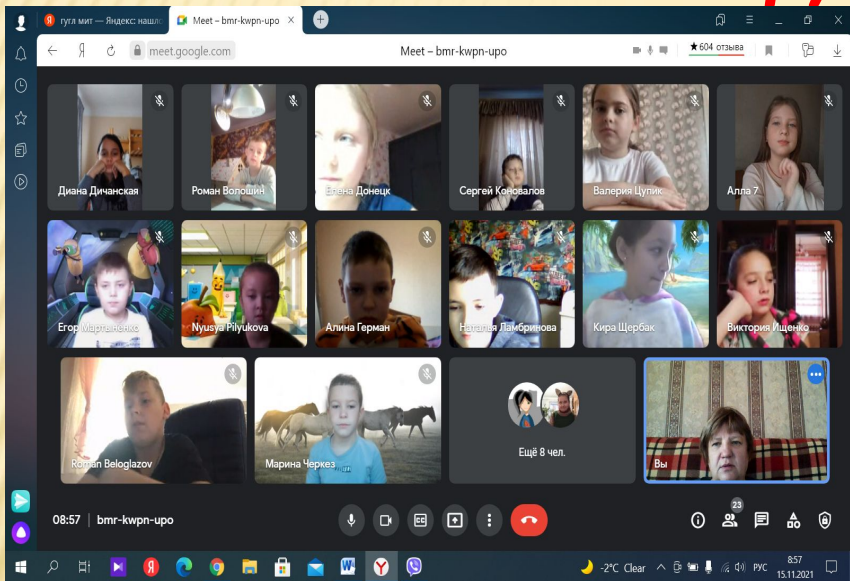 гугл мит — Яндекс: нашло
Meet – bmr-kwpn-upo
meet.google.com
Meet – bmr-kwpn-upo
★604 отзыва
Диана Дичанская
Роман Волошин
Елена Донецк
Сергей Коновалов
Валерия Цупик
Алла 7
Егор Мартыненко
Nyusya Pilyukova
Алина Герман
Наталья Ламбринова
Кира Щербак
Виктория Ищенко
Roman Beloglazov
Марина Черкез
Ещё 8 чел.
Вы
08:57 | bmr-kwpn-upo
23
-2°C Clear
РУС
8:57
15.11.2021